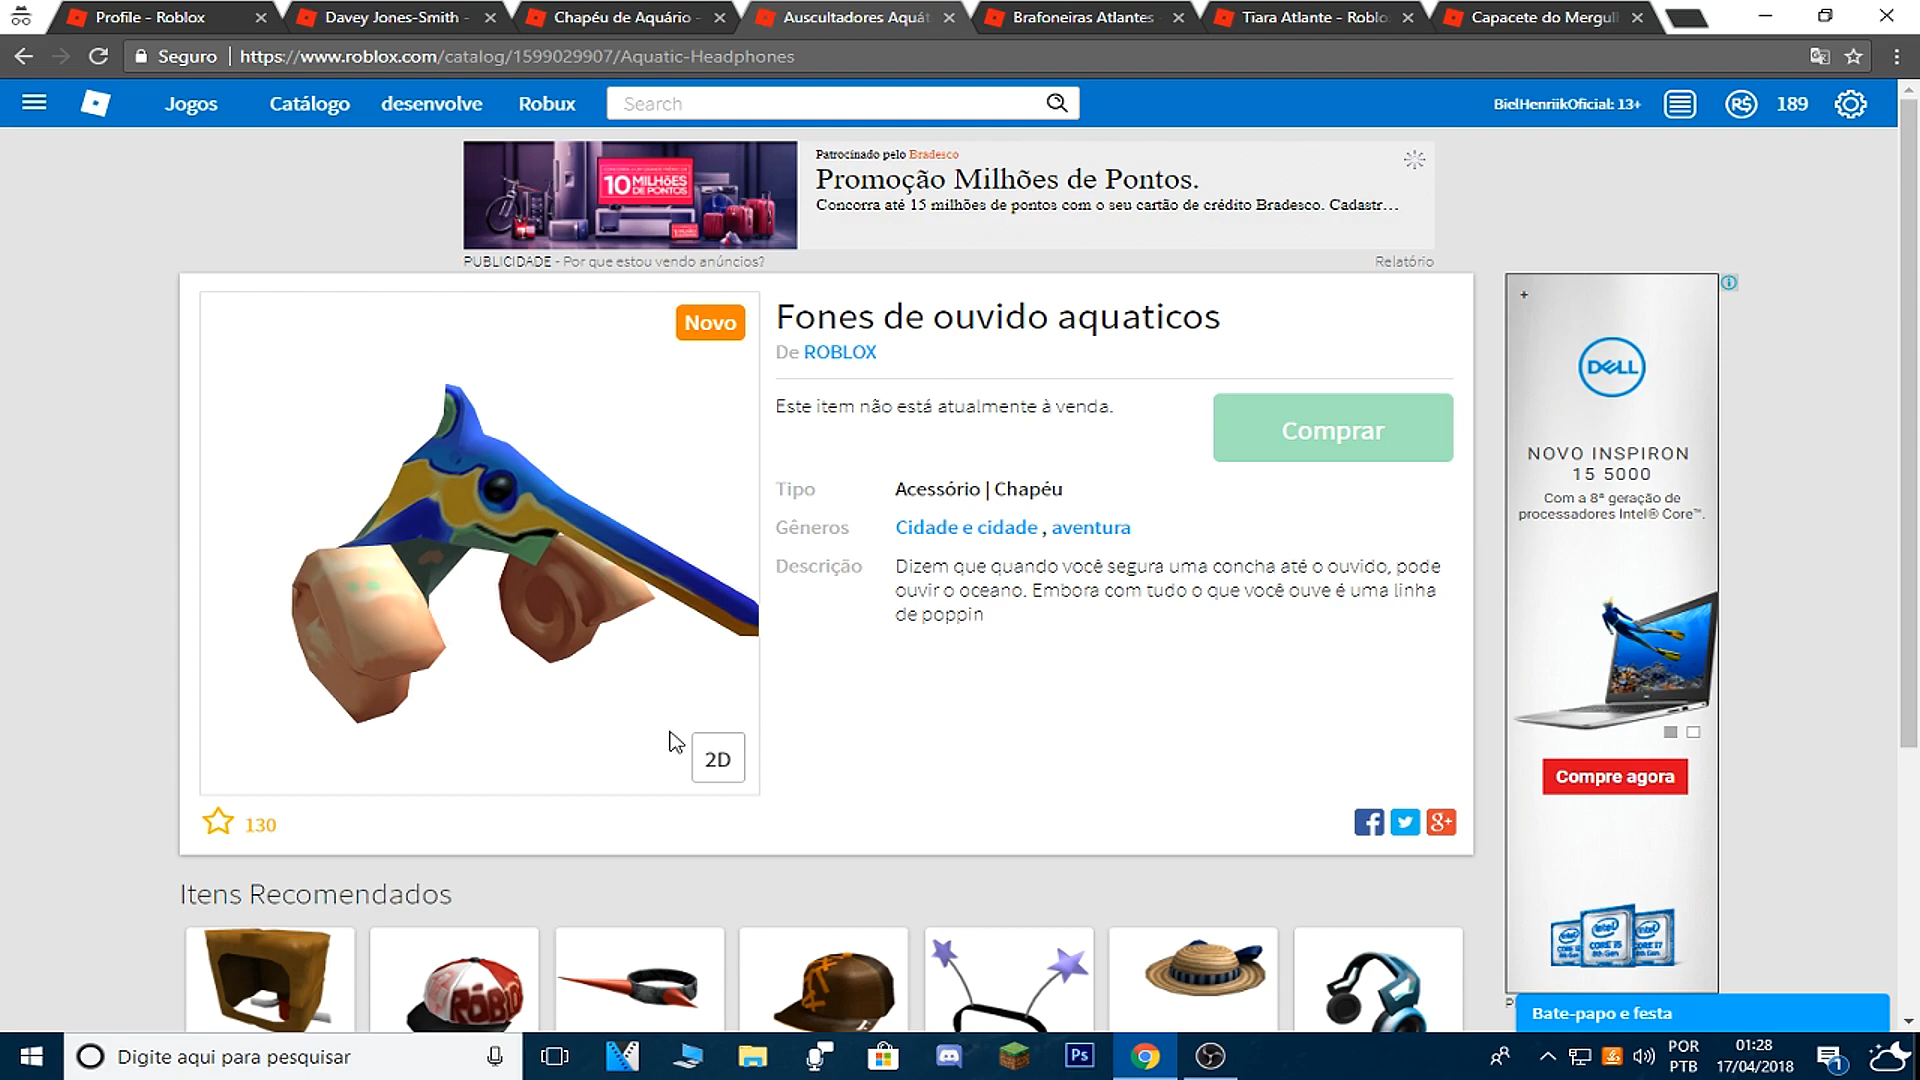 Profile - Roblox
Davey Jones-Smith -
Chapéu de Aquário -
Auscultadores Aquát
Brafoneiras Atlantes -
Tiara Atlante - Roblo
Capacete do Mergul
Seguro
https://www.roblox.com/catalog/1599029907/Aquatic-Headphones
Jogos
Catálogo
desenvolve
Robux
Search
BielHenriikOficial: 13+
R$
189
10 MILHÕES
DE PONTOS
Patrocinado pelo Bradesco
Promoção Milhões de Pontos.
Concorra até 15 milhões de pontos com o seu cartão de crédito Bradesco. Cadastr...
PUBLICIDADE - Por que estou vendo anúncios?
Relatório
Novo
Fones de ouvido aquaticos
De ROBLOX
Este item não está atualmente à venda.
Comprar
Tipo
Acessório | Chapéu
Gêneros
Cidade e cidade , aventura
Descrição
Dizem que quando você segura uma concha até o ouvido, pode
ouvir o oceano. Embora com tudo o que você ouve é uma linha
de poppin
2D
130
g+
DELL
NOVO INSPIRON
15 5000
Com a 8ª geração de
processadores Intel® Core™.
Compre agora
Itens Recomendados
ROBLOX
Bate-papo e festa
Digite aqui para pesquisar
Ps
POR
PTB
01:28
17/04/2018
1